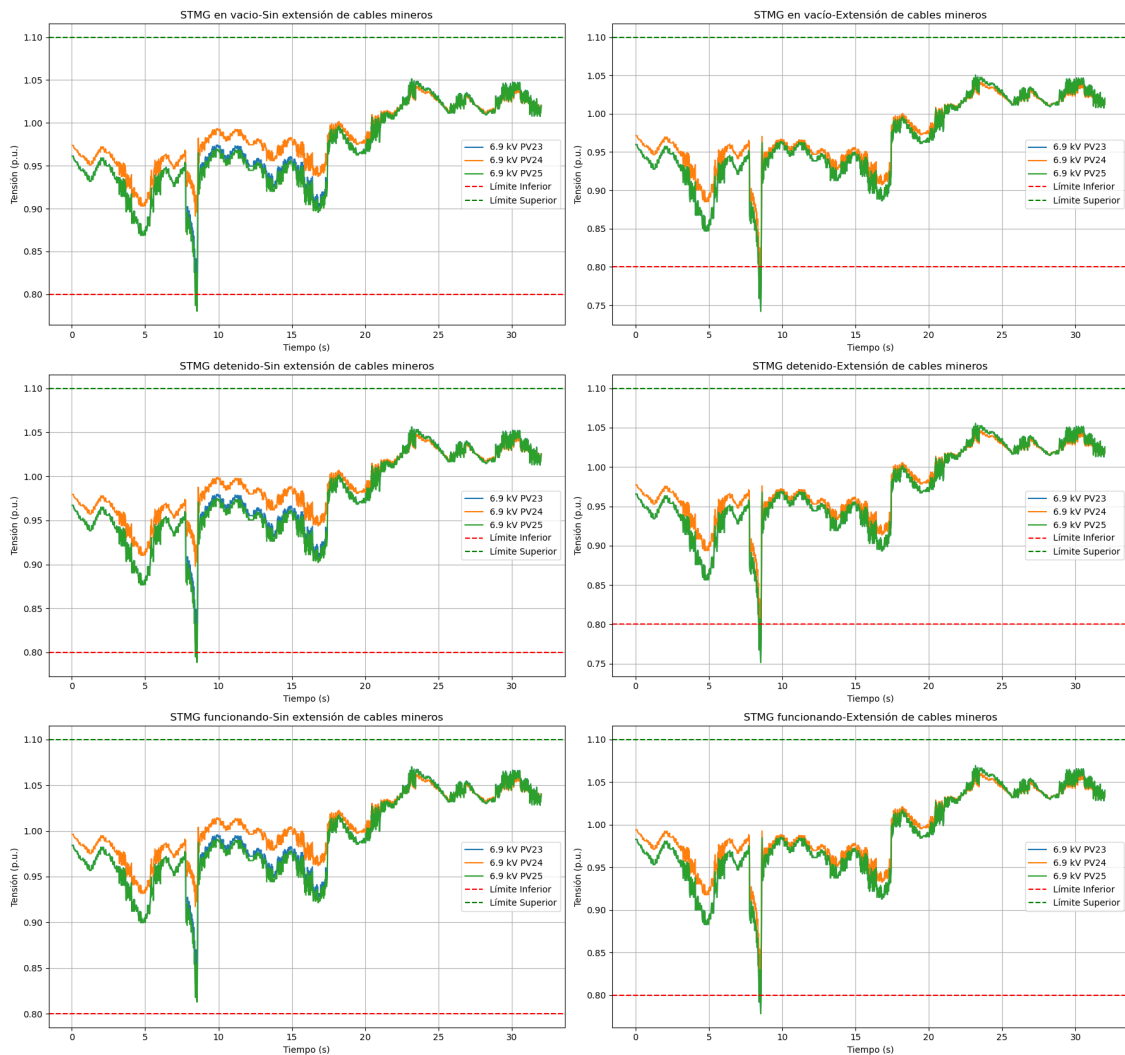 STMG en vacio-Sin extensión de cables mineros
1.10
1.05
1.00
0.95
0.90
0.85
0.80
Tensión (p.u.)
0
5
10
15
20
25
30
Tiempo (s)
6.9 kV PV23
6.9 kV PV24
6.9 kV PV25
Límite Inferior
Límite Superior
STMG en vacío-Extensión de cables mineros
1.10
1.05
1.00
0.95
0.90
0.85
0.80
0.75
Tensión (p.u.)
0
5
10
15
20
25
30
Tiempo (s)
6.9 kV PV23
6.9 kV PV24
6.9 kV PV25
Límite Inferior
Límite Superior
STMG detenido-Sin extensión de cables mineros
1.10
1.05
1.00
0.95
0.90
0.85
0.80
Tensión (p.u.)
0
5
10
15
20
25
30
Tiempo (s)
6.9 kV PV23
6.9 kV PV24
6.9 kV PV25
Límite Inferior
Límite Superior
STMG detenido-Extensión de cables mineros
1.10
1.05
1.00
0.95
0.90
0.85
0.80
0.75
Tensión (p.u.)
0
5
10
15
20
25
30
Tiempo (s)
6.9 kV PV23
6.9 kV PV24
6.9 kV PV25
Límite Inferior
Límite Superior
STMG funcionando-Sin extensión de cables mineros
1.10
1.05
1.00
0.95
0.90
0.85
0.80
Tensión (p.u.)
0
5
10
15
20
25
30
Tiempo (s)
6.9 kV PV23
6.9 kV PV24
6.9 kV PV25
Límite Inferior
Límite Superior
STMG funcionando-Extensión de cables mineros
1.10
1.05
1.00
0.95
0.90
0.85
0.80
Tensión (p.u.)
0
5
10
15
20
25
30
Tiempo (s)
6.9 kV PV23
6.9 kV PV24
6.9 kV PV25
Límite Inferior
Límite Superior